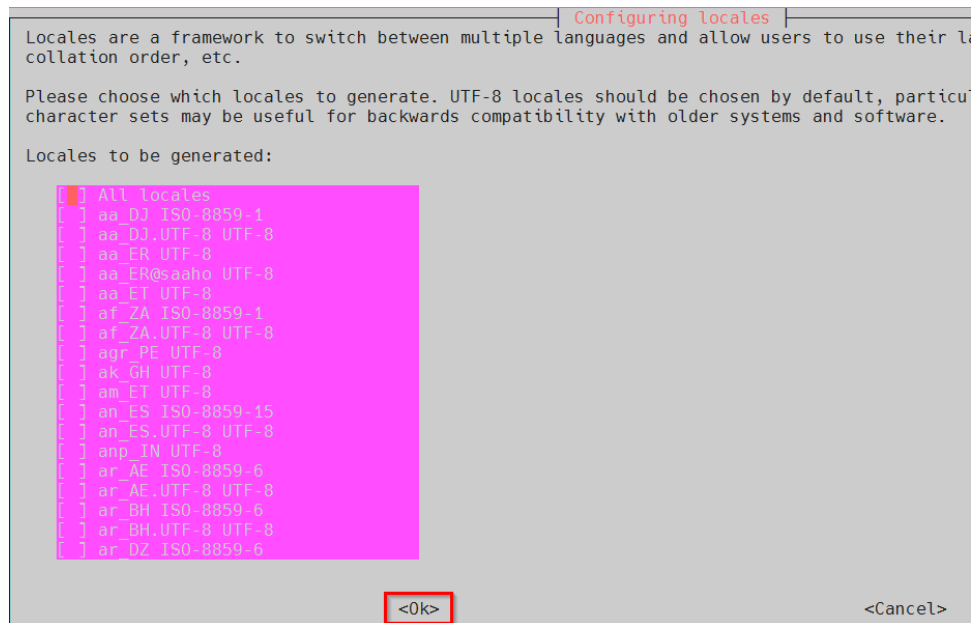 Configuring locales
Locales are a framework to switch between multiple languages and allow users to use their la
collation order, etc.
Please choose which locales to generate. UTF-8 locales should be chosen by default, particul
character sets may be useful for backwards compatibility with older systems and software.
Locales to be generated:
[ ] All locales
[ ] aa_DJ ISO-8859-1
[ ] aa_DJ.UTF-8 UTF-8
[ ] aa_ER UTF-8
[ ] aa_ER@saaho UTF-8
[ ] aa_ET UTF-8
[ ] af_ZA ISO-8859-1
[ ] af_ZA.UTF-8 UTF-8
[ ] agr_PE UTF-8
[ ] ak_GH UTF-8
[ ] am_ET UTF-8
[ ] an_ES ISO-8859-15
[ ] an_ES.UTF-8 UTF-8
[ ] anp_IN UTF-8
[ ] ar_AE ISO-8859-6
[ ] ar_AE.UTF-8 UTF-8
[ ] ar_BH ISO-8859-6
[ ] ar_BH.UTF-8 UTF-8
[ ] ar_DZ ISO-8859-6
<Ok> <Cancel>